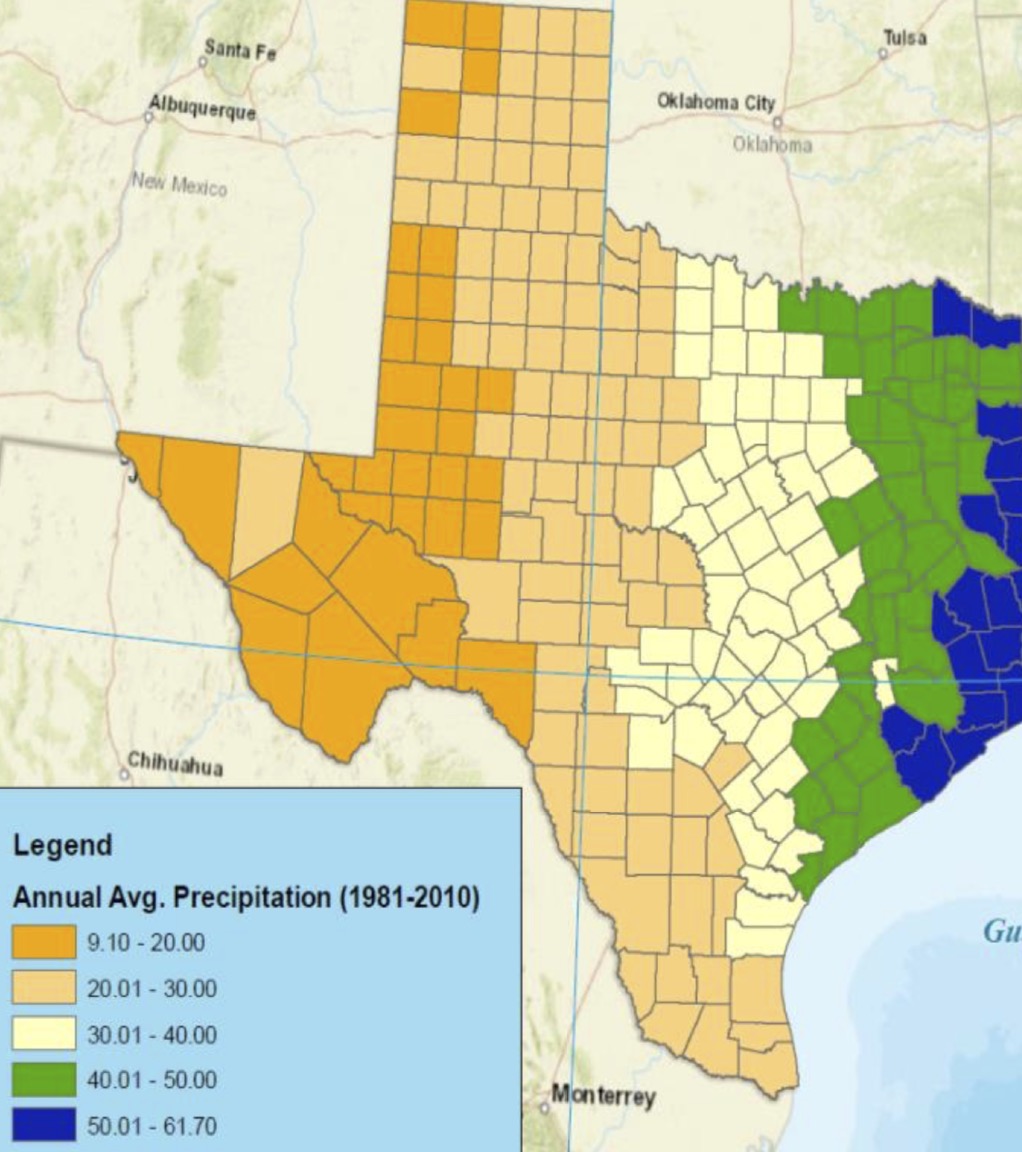 Santa Fe
Tulsa
Albuquerque
Oklahoma City
Oklahoma
New Mexico
J
Chihuahua
Legend
Annual Avg. Precipitation (1981-2010)
9.10 - 20.00
20.01 - 30.00
30.01 - 40.00
40.01 - 50.00
50.01 - 61.70
Gu
Monterrey